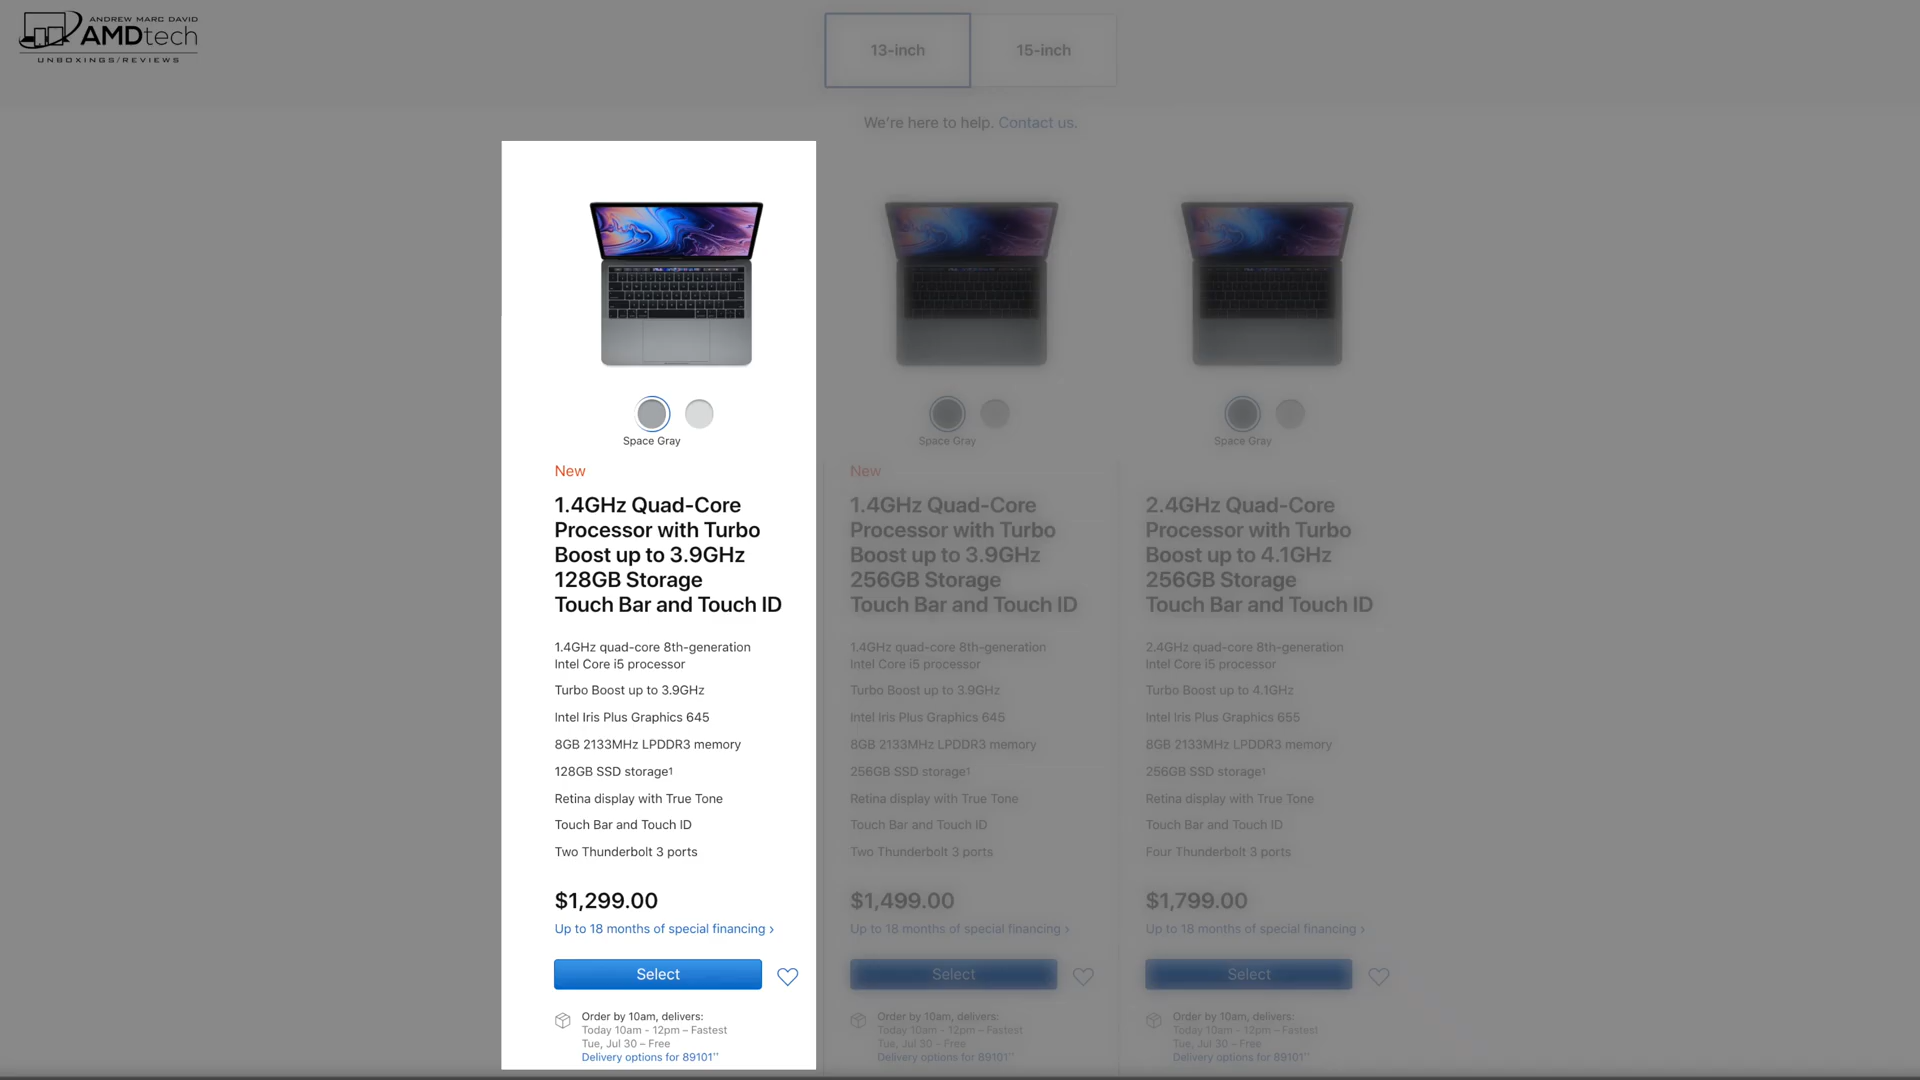 ANDREW MARC DAVID
AMDtech
UNBOXINGS/REVIEWS
13-inch
15-inch
We're here to help. Contact us.
Space Gray
New
1.4GHz Quad-Core
Processor with Turbo
Boost up to 3.9GHz
128GB Storage
Touch Bar and Touch ID
1.4GHz quad-core 8th-generation
Intel Core i5 processor
Turbo Boost up to 3.9GHz
Intel Iris Plus Graphics 645
8GB 2133MHz LPDDR3 memory
128GB SSD storage¹
Retina display with True Tone
Touch Bar and Touch ID
Two Thunderbolt 3 ports
$1,299.00
Up to 18 months of special financing ›
Select
Order by 10am, delivers:
Today 10am - 12pm – Fastest
Tue, Jul 30 – Free
Delivery options for 89101**
Space Gray
New
1.4GHz Quad-Core
Processor with Turbo
Boost up to 3.9GHz
256GB Storage
Touch Bar and Touch ID
1.4GHz quad-core 8th-generation
Intel Core i5 processor
Turbo Boost up to 3.9GHz
Intel Iris Plus Graphics 645
8GB 2133MHz LPDDR3 memory
256GB SSD storage¹
Retina display with True Tone
Touch Bar and Touch ID
Two Thunderbolt 3 ports
$1,499.00
Up to 18 months of special financing ›
Select
Order by 10am, delivers:
Today 10am - 12pm – Fastest
Tue, Jul 30 – Free
Delivery options for 89101**
Space Gray
2.4GHz Quad-Core
Processor with Turbo
Boost up to 4.1GHz
256GB Storage
Touch Bar and Touch ID
2.4GHz quad-core 8th-generation
Intel Core i5 processor
Turbo Boost up to 4.1GHz
Intel Iris Plus Graphics 655
8GB 2133MHz LPDDR3 memory
256GB SSD storage¹
Retina display with True Tone
Touch Bar and Touch ID
Four Thunderbolt 3 ports
$1,799.00
Up to 18 months of special financing ›
Select
Order by 10am, delivers:
Today 10am - 12pm – Fastest
Tue, Jul 30 – Free
Delivery options for 89101**